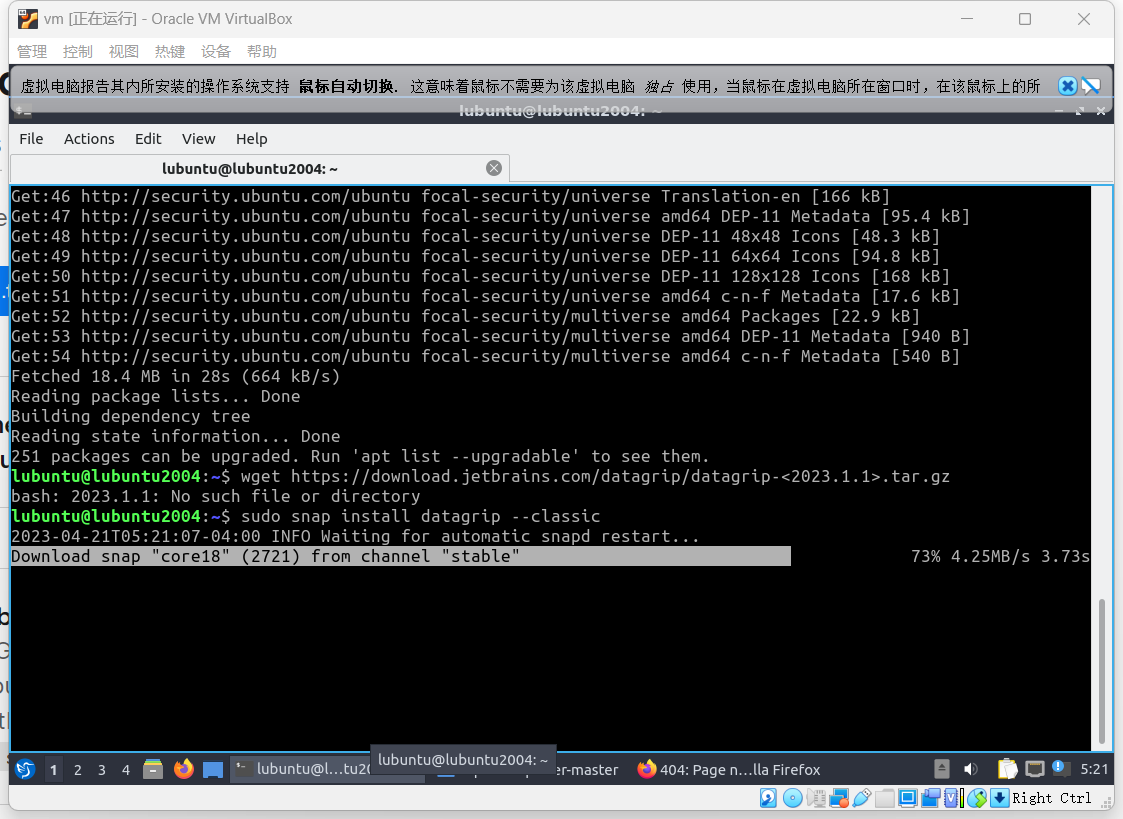 vm [正在运行] - Oracle VM VirtualBox
管理 控制 视图 热键 设备 帮助
虚拟电脑报告其内所安装的操作系统支持 鼠标自动切换. 这意味着鼠标不需要为该虚拟电脑 独占 使用，当鼠标在虚拟电脑所在窗口时，在该鼠标上的所
lubuntu@lubuntu2004: ~
File Actions Edit View Help
lubuntu@lubuntu2004: ~
Get:46 http://security.ubuntu.com/ubuntu focal-security/universe Translation-en [166 kB]
Get:47 http://security.ubuntu.com/ubuntu focal-security/universe amd64 DEP-11 Metadata [95.4 kB]
Get:48 http://security.ubuntu.com/ubuntu focal-security/universe DEP-11 48x48 Icons [48.3 kB]
Get:49 http://security.ubuntu.com/ubuntu focal-security/universe DEP-11 64x64 Icons [94.8 kB]
Get:50 http://security.ubuntu.com/ubuntu focal-security/universe DEP-11 128x128 Icons [168 kB]
Get:51 http://security.ubuntu.com/ubuntu focal-security/universe amd64 c-n-f Metadata [17.6 kB]
Get:52 http://security.ubuntu.com/ubuntu focal-security/multiverse amd64 Packages [22.9 kB]
Get:53 http://security.ubuntu.com/ubuntu focal-security/multiverse amd64 DEP-11 Metadata [940 B]
Get:54 http://security.ubuntu.com/ubuntu focal-security/multiverse amd64 c-n-f Metadata [540 B]
Fetched 18.4 MB in 28s (664 kB/s)
Reading package lists... Done
Building dependency tree
Reading state information... Done
251 packages can be upgraded. Run 'apt list --upgradable' to see them.
lubuntu@lubuntu2004:~$ wget https://download.jetbrains.com/datagrip/datagrip-<2023.1.1>.tar.gz
bash: 2023.1.1: No such file or directory
lubuntu@lubuntu2004:~$ sudo snap install datagrip --classic
2023-04-21T05:21:07-04:00 INFO Waiting for automatic snapd restart...
Download snap "core18" (2721) from channel "stable" 73% 4.25MB/s 3.73s
lubuntu@lubuntu2004: ~
1 2 3 4 lubuntu@l…tu20 er-master 404: Page n…lla Firefox 5:21
Right Ctrl